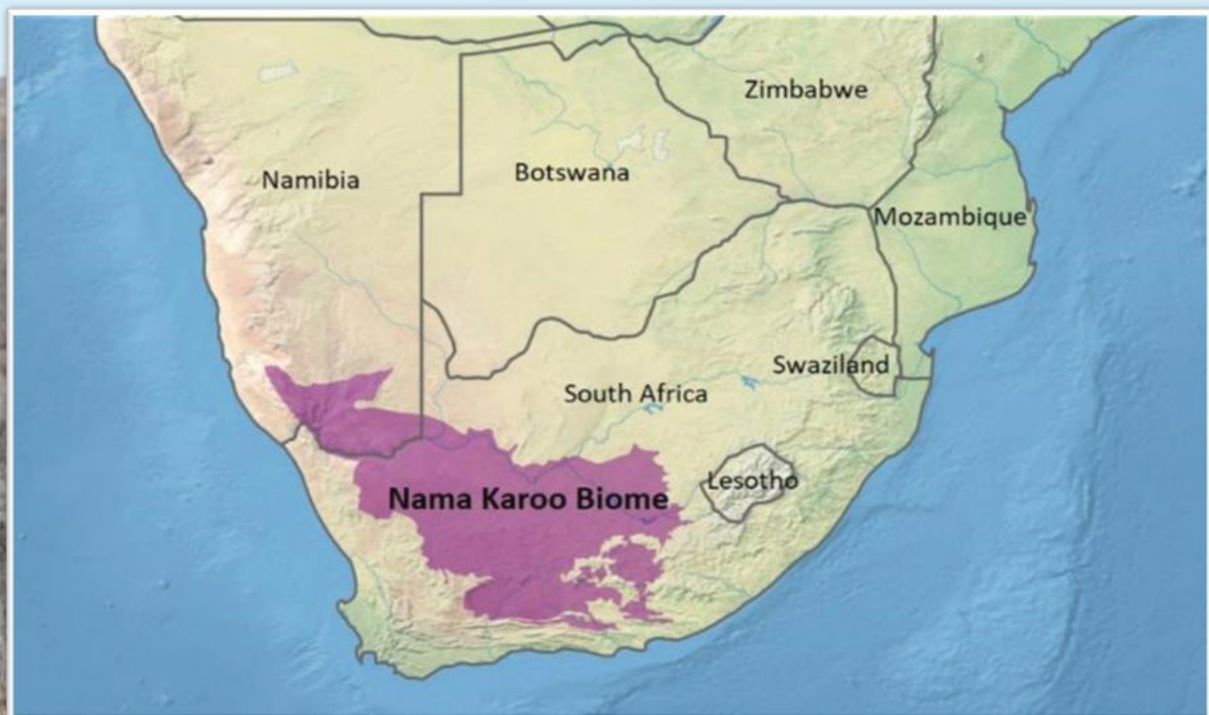 Zimbabwe
Botswana
Namibia
Mozambique
Swaziland
South Africa
Lesotho
Nama Karoo Biome